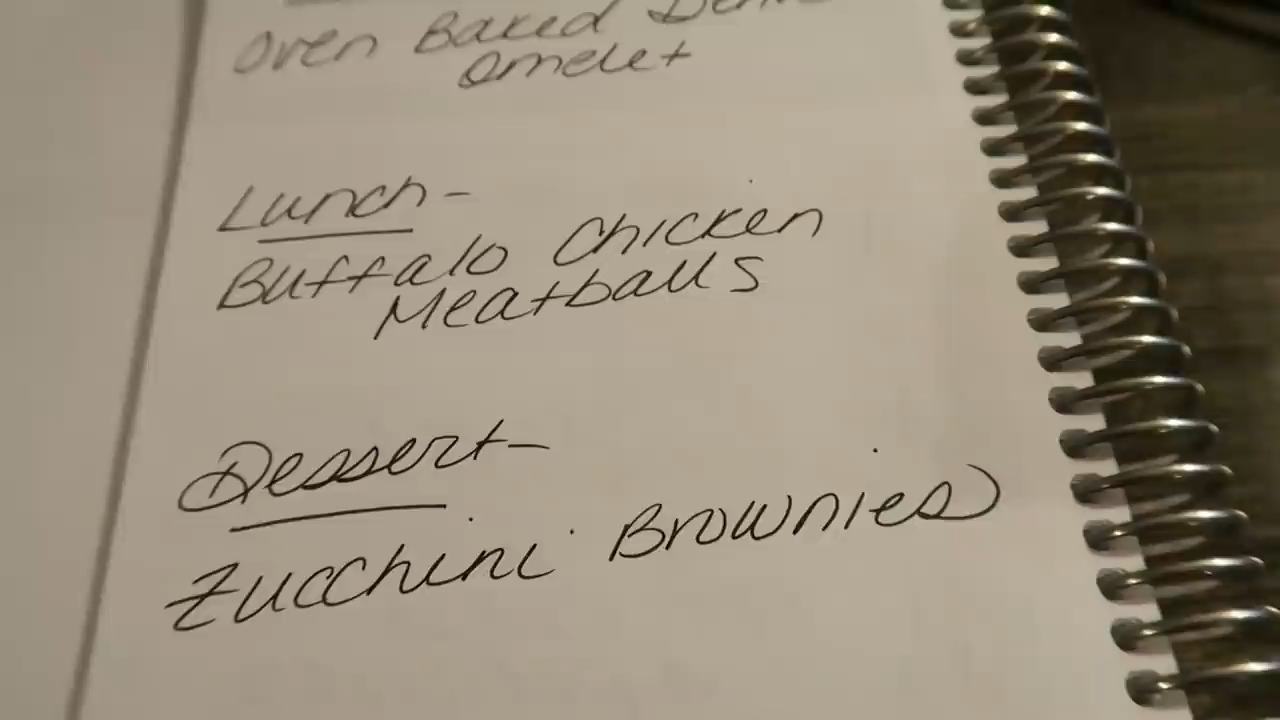 Oven Baked
Omelet
Lunch-
Buffalo Chicken
Meatballs
Dessert-
Zucchini Brownies